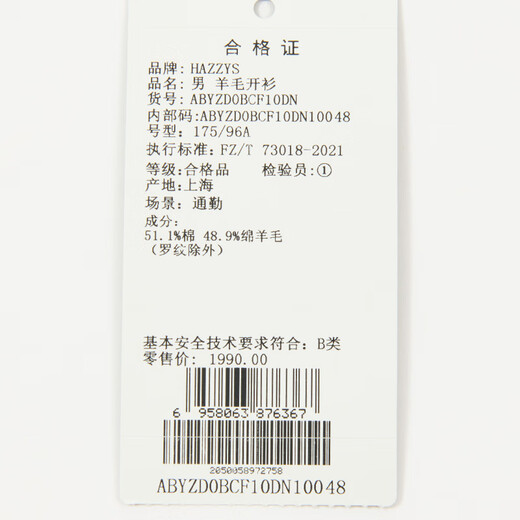 合格证
品牌: HAZZYS
品名: 男 羊毛开衫
货号: ABYZD0BCF10DN
内部码:ABYZD0BCF10DN10048
号型: 175/96A
执行标准: FZ/T 73018-2021
等级:合格品 检验员:①
产地:上海
场景: 通勤
成分:
51.1%棉 48.9%绵羊毛
(罗纹除外)
基本安全技术要求符合: B类
零售价: 1990.00
6 958063 876367
2050058972758
ABYZD0BCF10DN10048